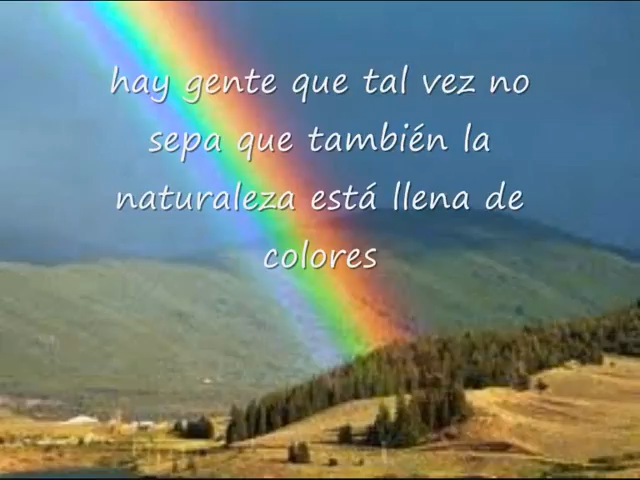 hay gente que tal vez no
sepa que también la
naturaleza está llena de
colores